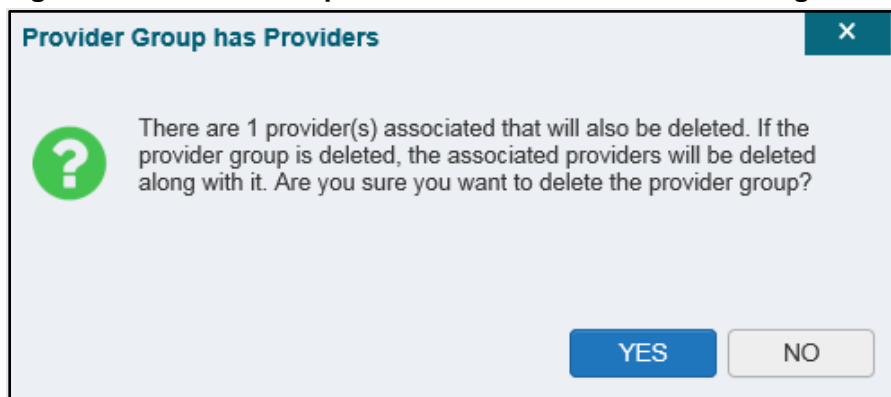 Provider Group has Providers
There are 1 provider(s) associated that will also be deleted. If the
provider group is deleted, the associated providers will be deleted
along with it. Are you sure you want to delete the provider group?
YES NO